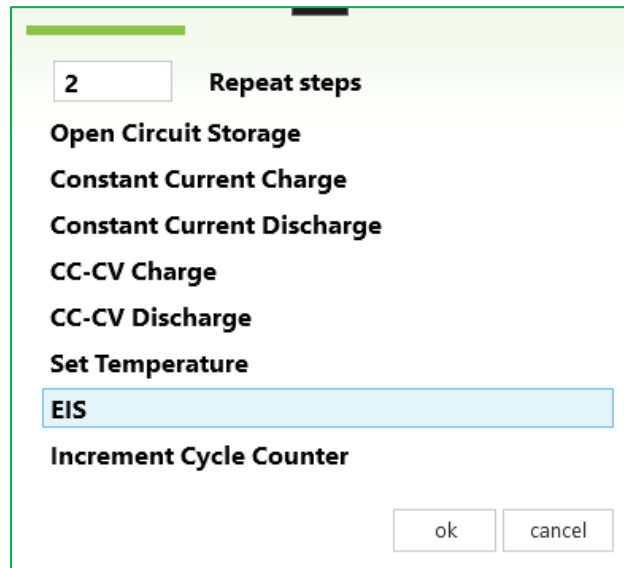 2 Repeat steps
Open Circuit Storage
Constant Current Charge
Constant Current Discharge
CC-CV Charge
CC-CV Discharge
Set Temperature
EIS
Increment Cycle Counter
ok cancel